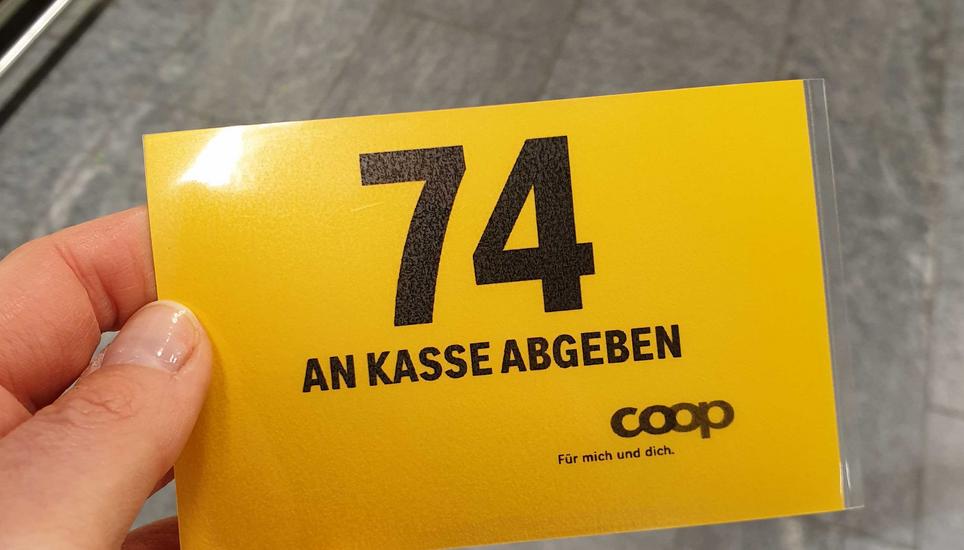 74
AN KASSE ABGEBEN
coop
Für mich und dich.